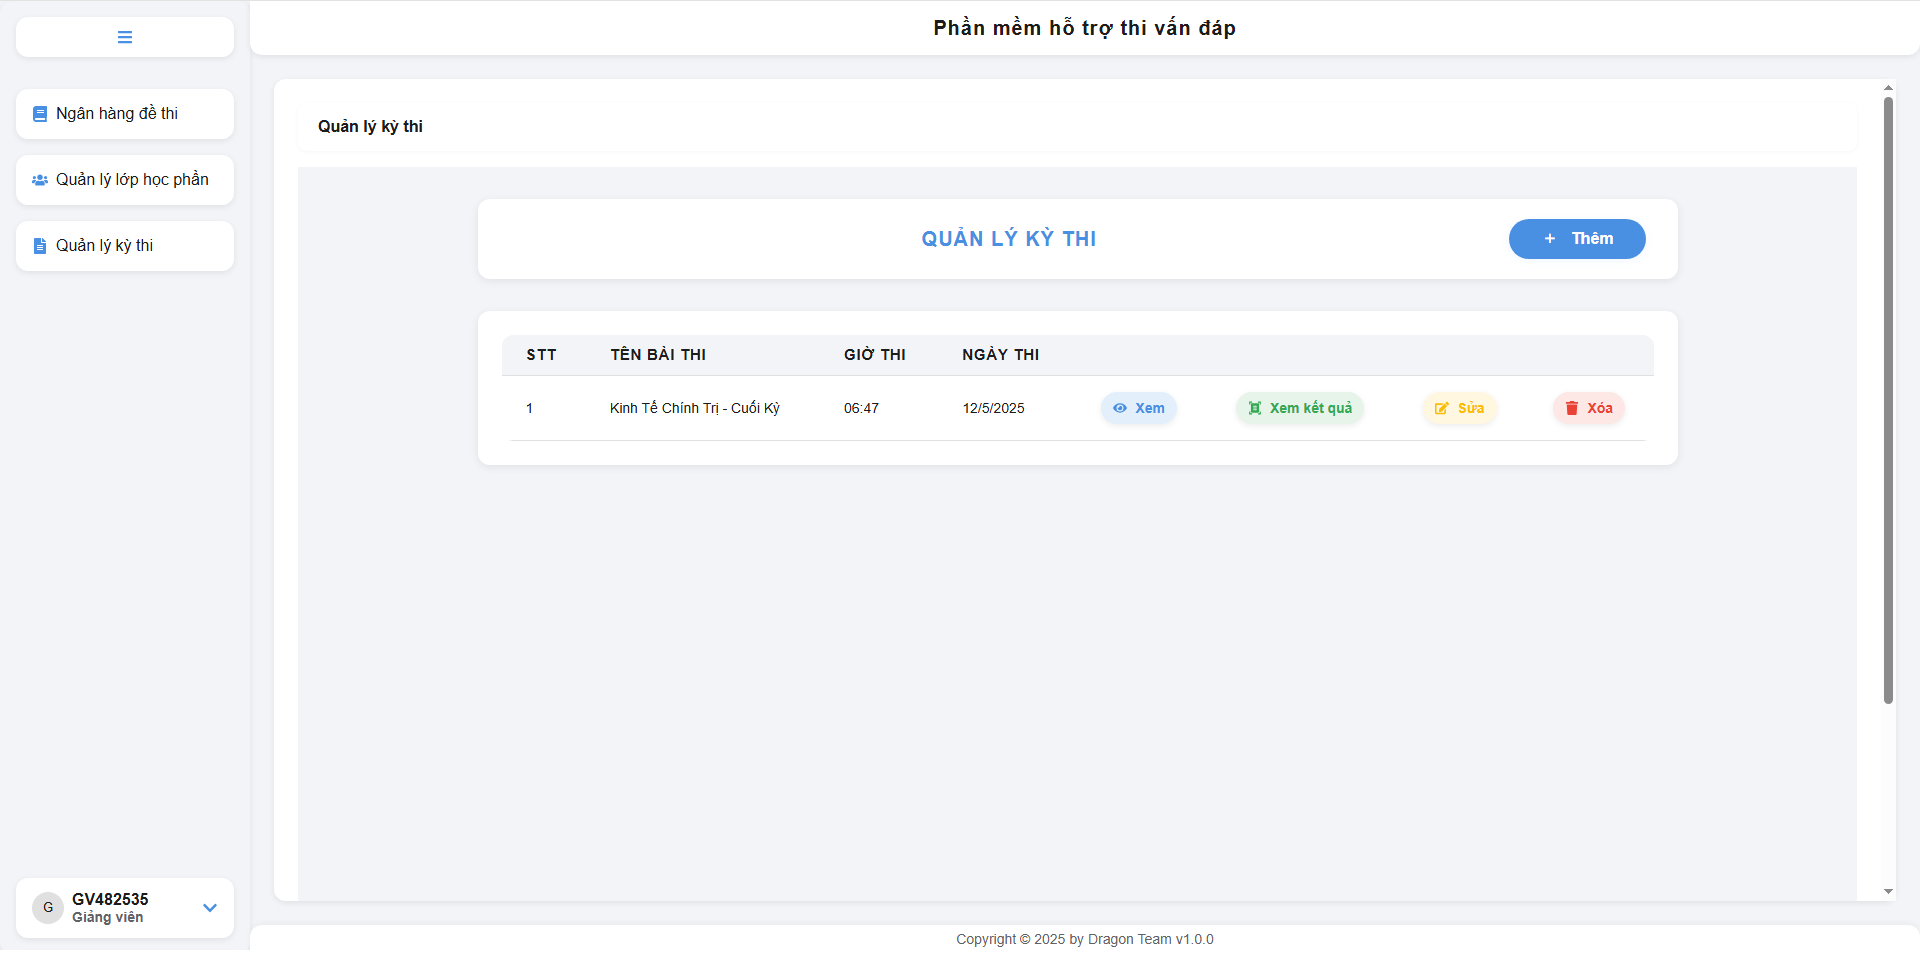 Phần mềm hỗ trợ thi vấn đáp
Ngân hàng đề thi
Quản lý lớp học phần
Quản lý kỳ thi
Quản lý kỳ thi
QUẢN LÝ KỲ THI
+ Thêm
STT TÊN BÀI THI GIỜ THI NGÀY THI
1 Kinh Tế Chính Trị - Cuối Kỳ 06:47 12/5/2025 Xem Xem kết quả Sửa Xóa
G GV482535
Giảng viên
Copyright © 2025 by Dragon Team v1.0.0